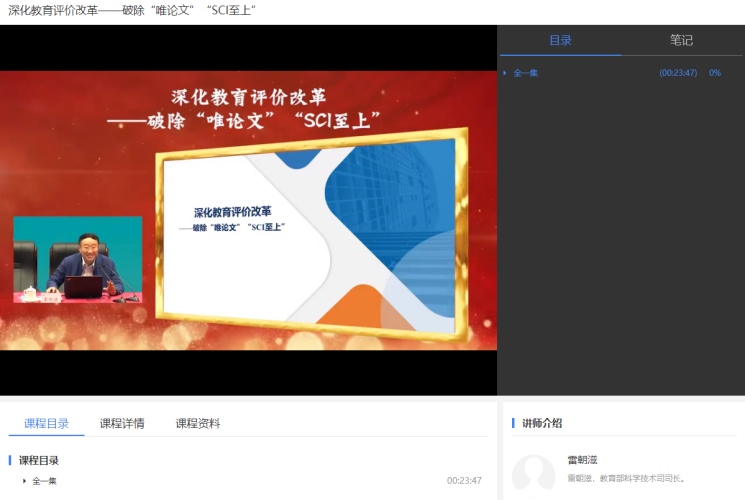 深化教育评价改革——破除“唯论文”“SCI至上”
目录
笔记
全一集
(00:23:47)
0%
深化教育评价改革
——破除“唯论文”“SCI至上”
深化教育评价改革
——破除“唯论文”“SCI至上”
课程目录
课程详情
课程资料
课程目录
全一集
00:23:47
讲师介绍
雷朝滋
雷朝滋，教育部科学技术司司长。